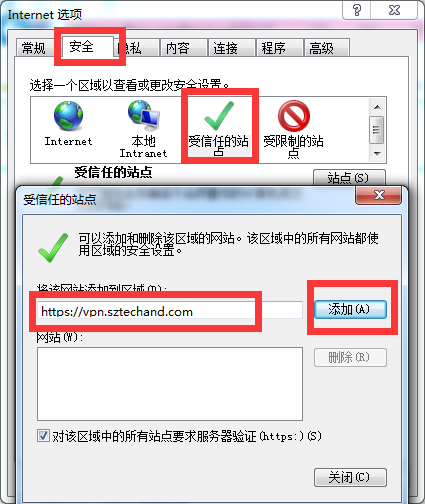 Internet 选项
常规 安全 隐私 内容 连接 程序 高级
选择一个区域以查看或更改安全设置。
Internet
本地
Intranet
受信任的站
点
受限制的站
点
受信任的站点
站点(S)
受信任的站点
可以添加和删除该区域的网站。该区域中的所有网站都使
用区域的安全设置。
将该网站添加到区域(D):
https://vpn.sztechand.com
添加(A)
网站(W):
删除(R)
对该区域中的所有站点要求服务器验证(https:)(S)
关闭(C)